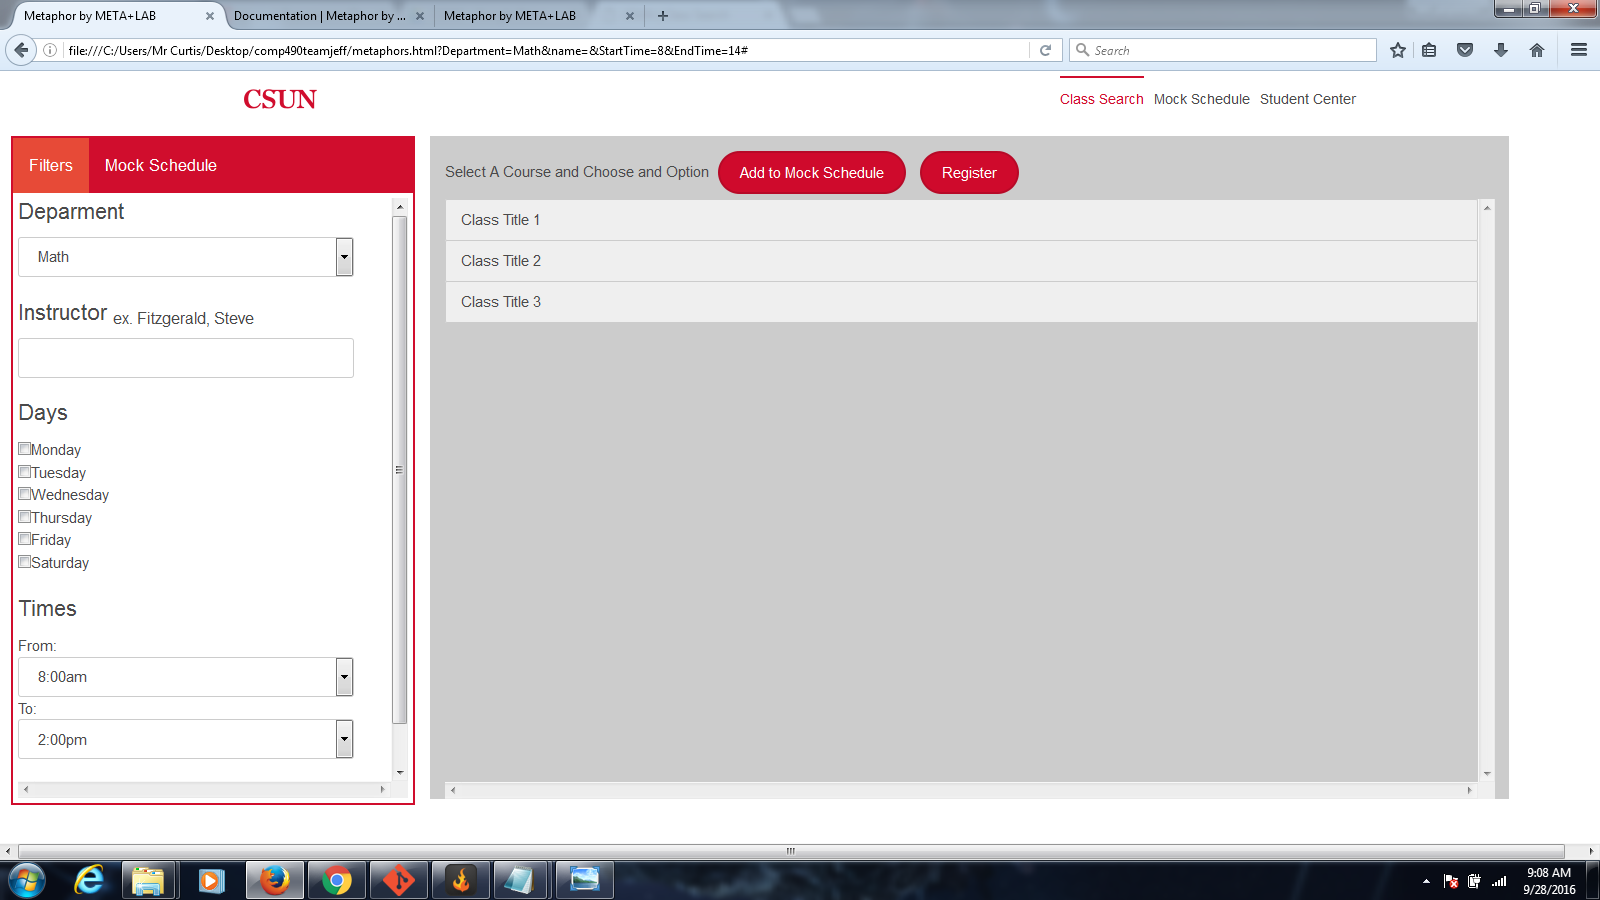 Metaphor by META+LAB
Documentation | Metaphor by ...
Metaphor by META+LAB
file:///C:/Users/Mr Curtis/Desktop/comp490teamjeff/metaphors.html?Department=Math&name=&StartTime=8&EndTime=14#
Search
CSUN
Class Search
Mock Schedule
Student Center
Filters
Mock Schedule
Deparment
Math
Instructor ex. Fitzgerald, Steve
Days
Monday
Tuesday
Wednesday
Thursday
Friday
Saturday
Times
From:
8:00am
To:
2:00pm
Select A Course and Choose and Option
Add to Mock Schedule
Register
Class Title 1
Class Title 2
Class Title 3
9:08 AM
9/28/2016